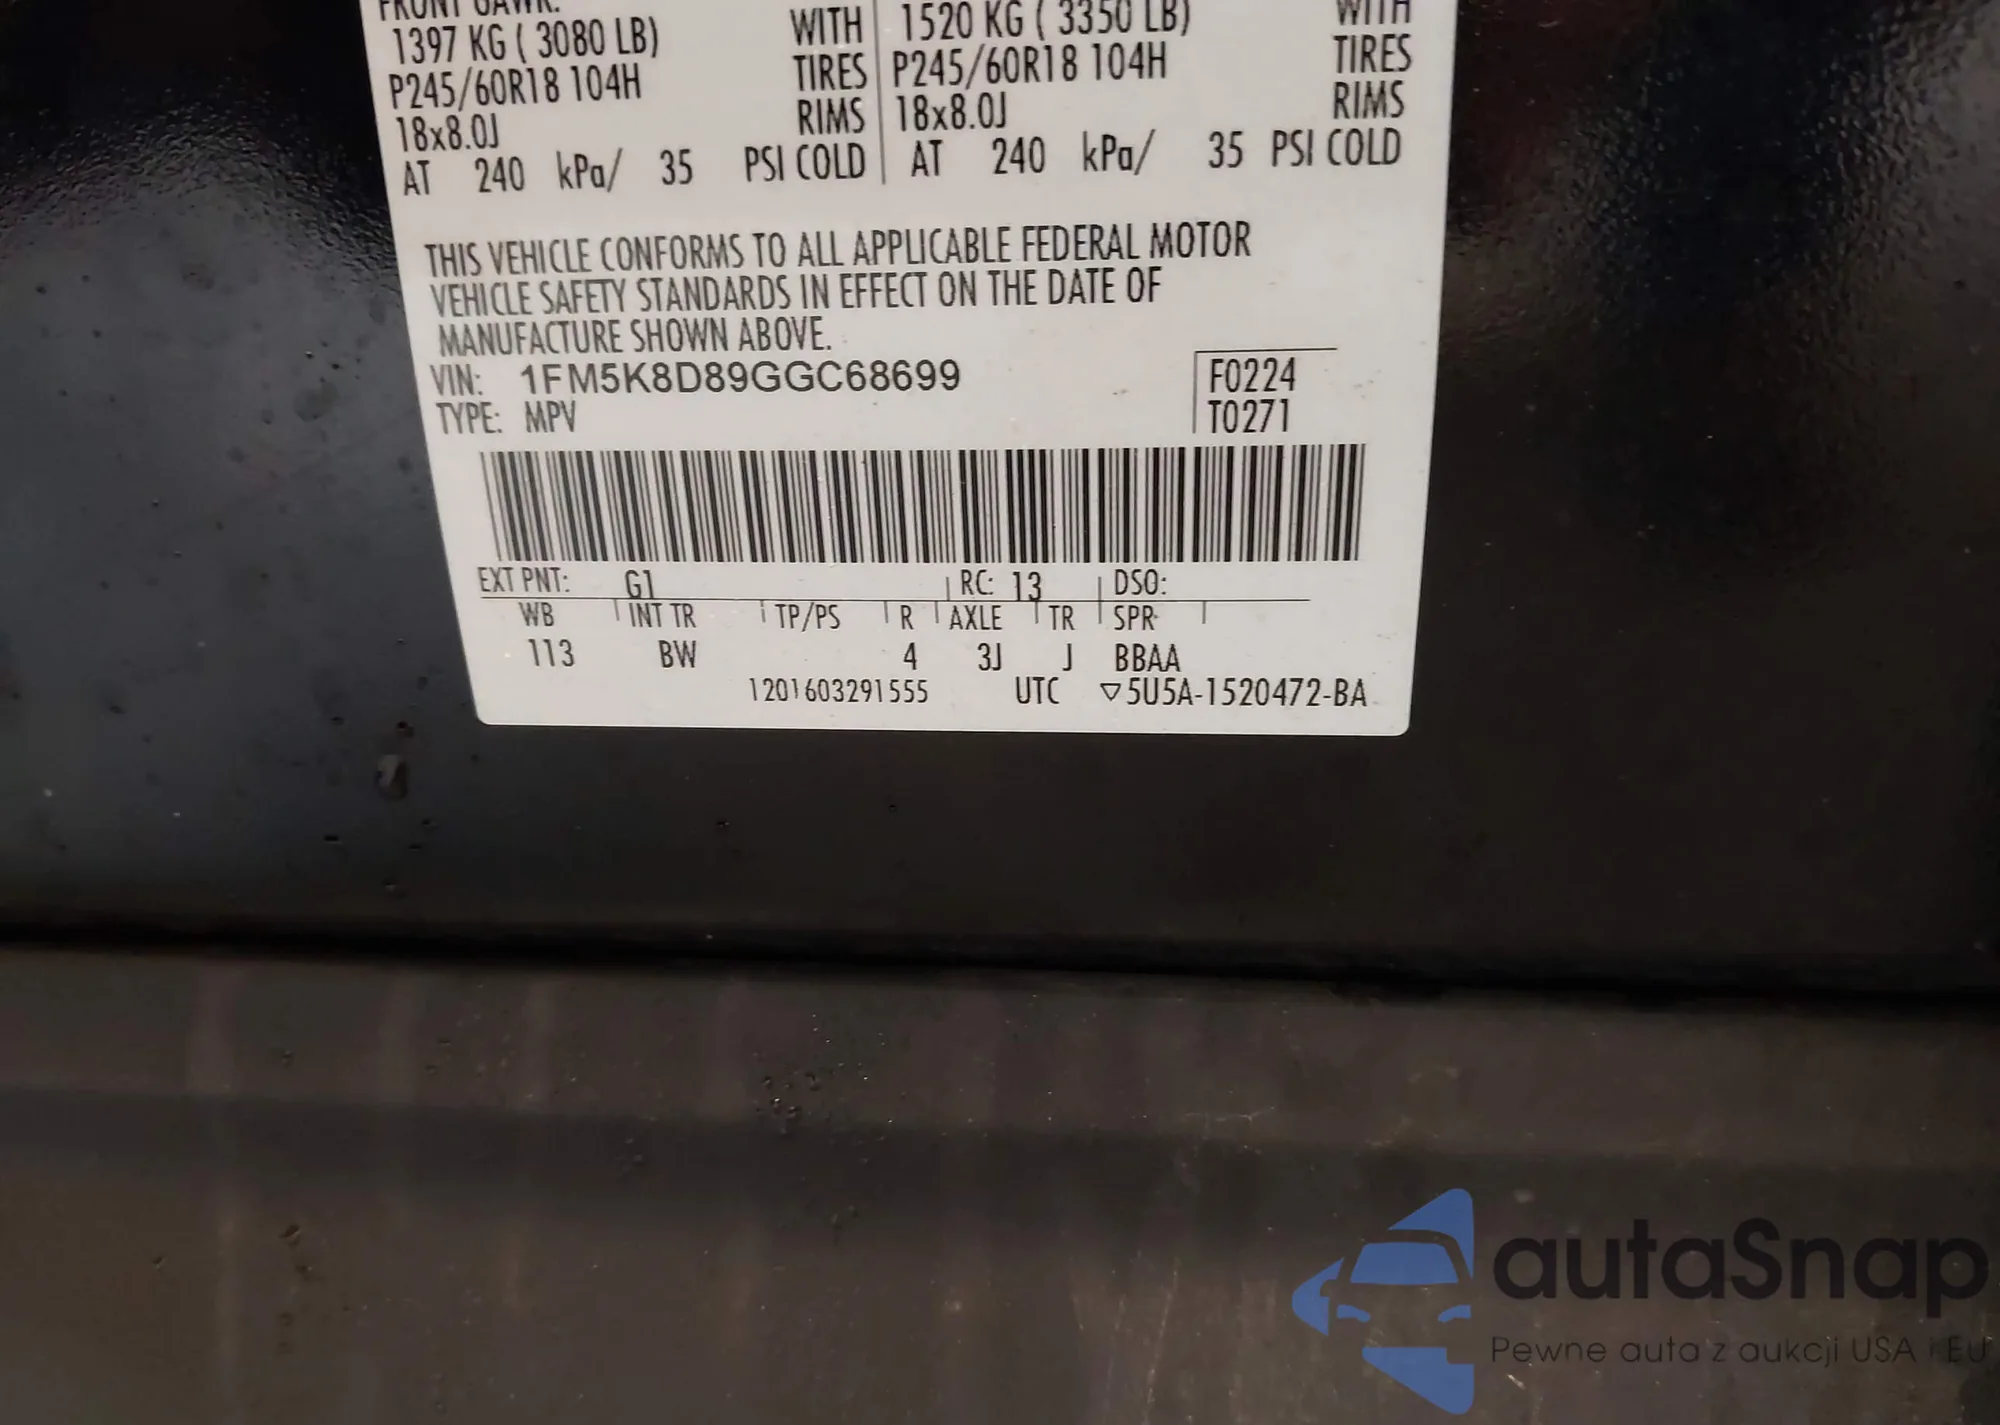 FRONT GAWR:
1397 KG ( 3080 LB) WITH 1520 KG ( 3350 LB) WITH
P245/60R18 104H TIRES P245/60R18 104H TIRES
18x8.0J RIMS 18x8.0J RIMS
AT 240 kPa/ 35 PSI COLD AT 240 kPa/ 35 PSI COLD
THIS VEHICLE CONFORMS TO ALL APPLICABLE FEDERAL MOTOR
VEHICLE SAFETY STANDARDS IN EFFECT ON THE DATE OF
MANUFACTURE SHOWN ABOVE.
VIN: 1FM5K8D89GGC68699 F0224
TYPE: MPV T0271
EXT PNT: G1 RC: 13 DSO:
WB INT TR TP/PS R AXLE TR SPR
113 BW 4 3J J BBAA
1201603291555 UTC ▽5U5A-1520472-BA
autaSnap
Pewne auta z aukcji USA i EU